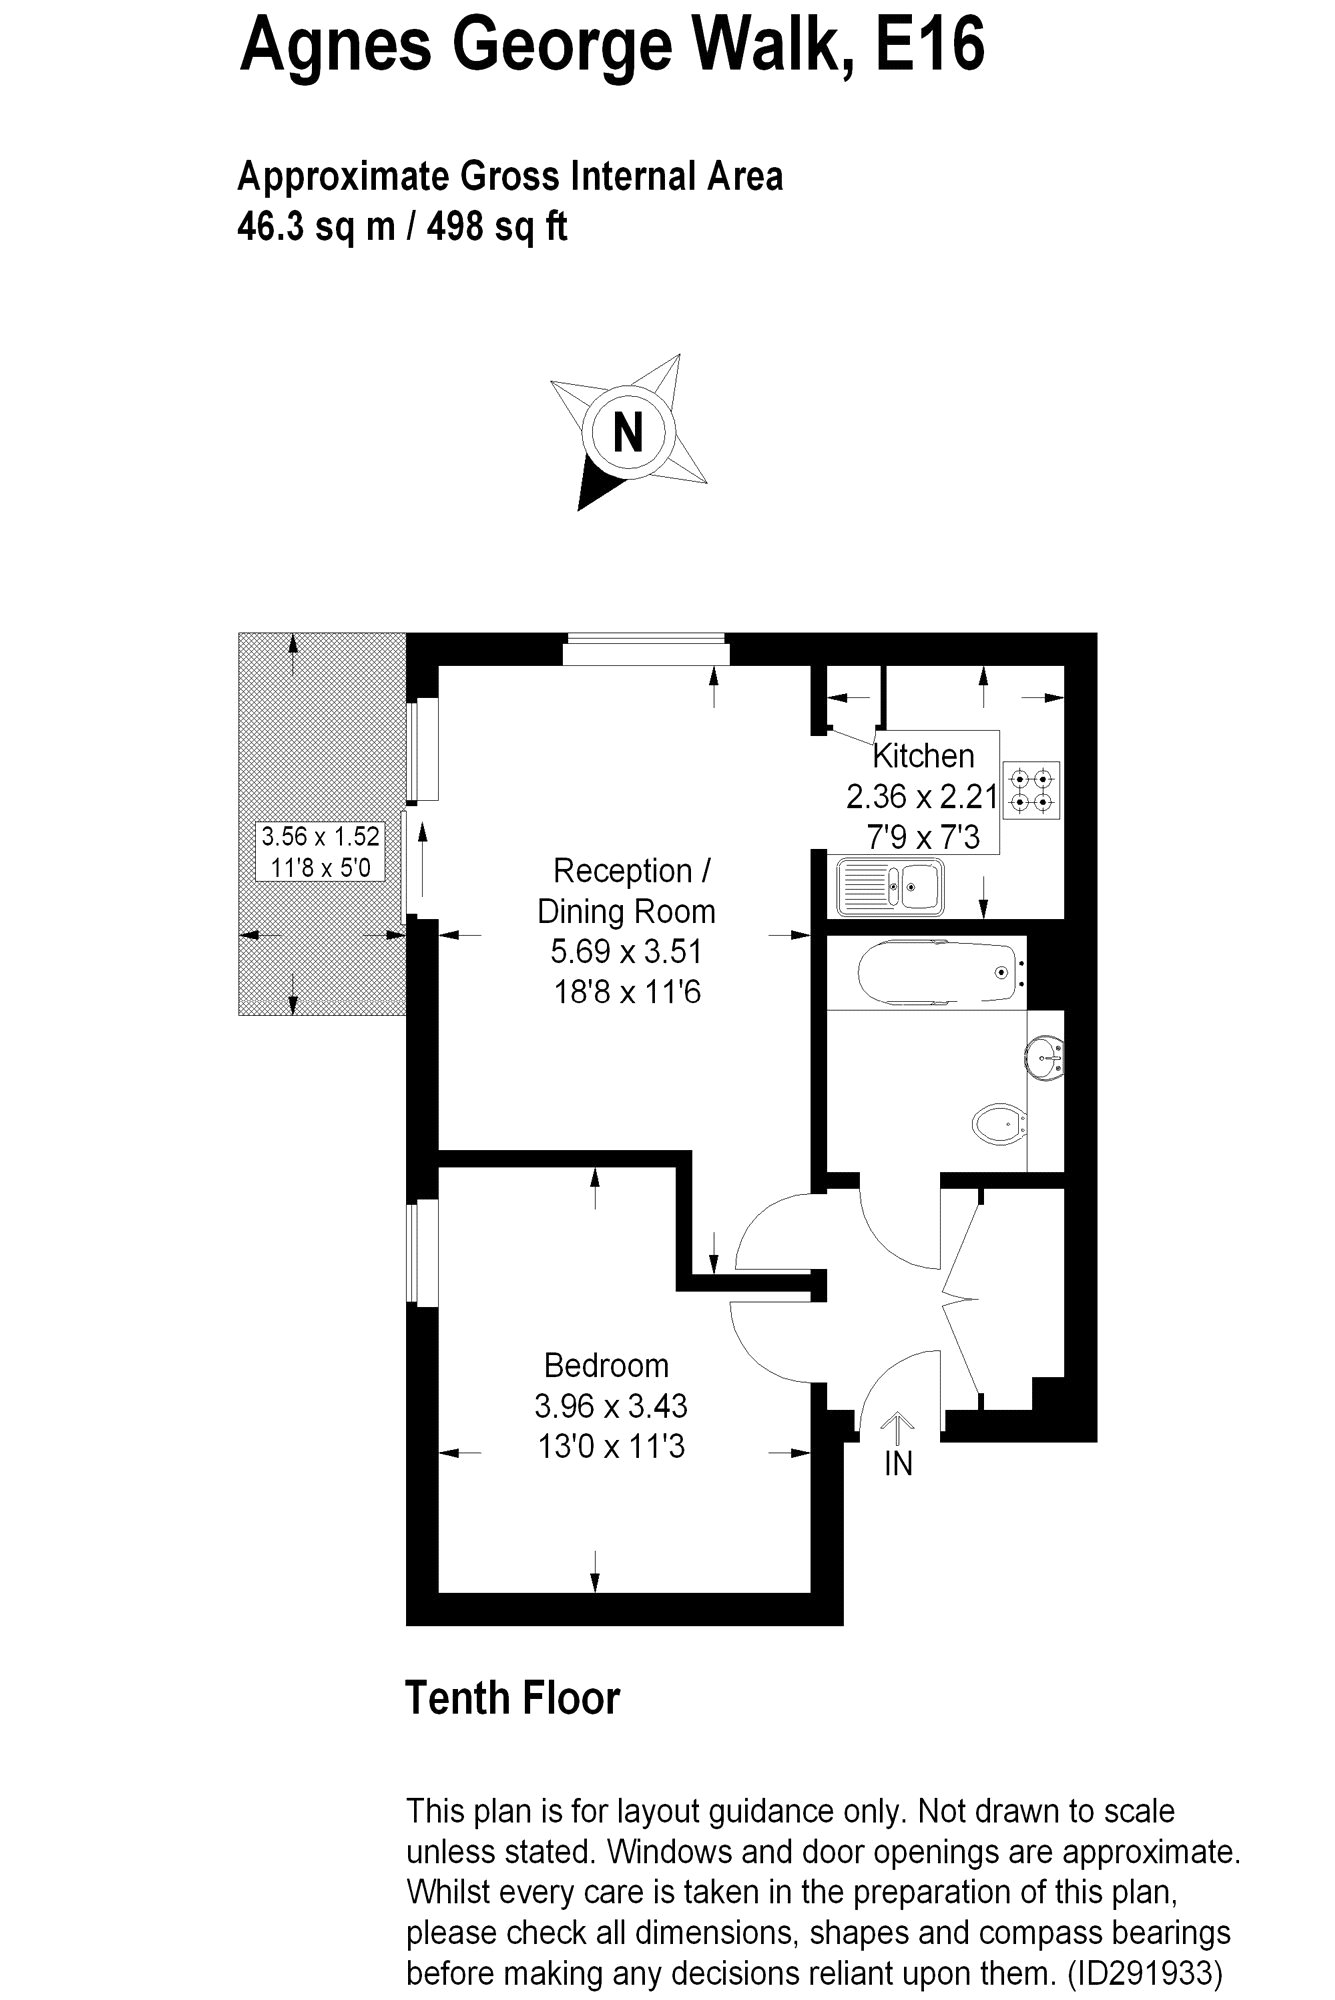 Agnes George Walk, E16
Approximate Gross Internal Area
46.3 sq m / 498 sq ft
N
Kitchen
2.36 x 2.21
7'9 x 7'3
3.56 x 1.52
11'8 x 5'0
Reception /
Dining Room
5.69 x 3.51
18'8 x 11'6
Bedroom
3.96 x 3.43
13'0 x 11'3
IN
Tenth Floor
This plan is for layout guidance only. Not drawn to scale
unless stated. Windows and door openings are approximate.
Whilst every care is taken in the preparation of this plan,
please check all dimensions, shapes and compass bearings
before making any decisions reliant upon them. (ID291933)